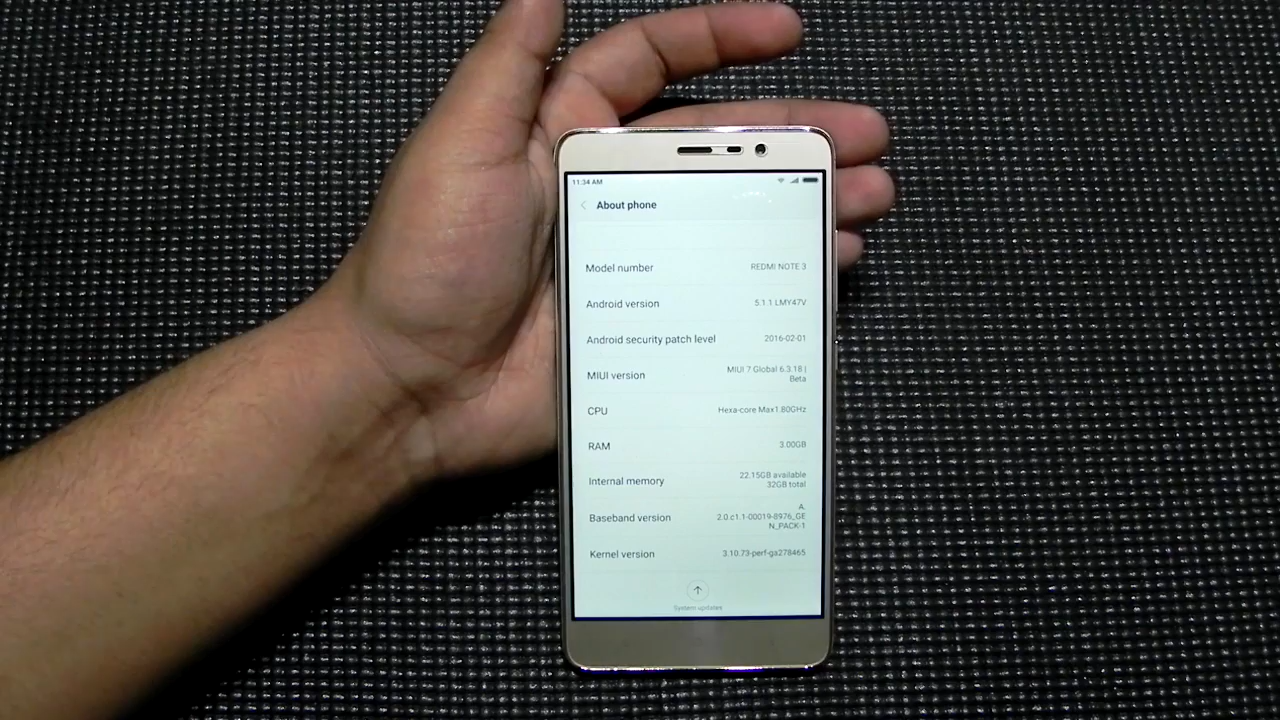 11:34 AM
About phone
Model number REDMI NOTE 3
Android version 5.1.1 LMY47V
Android security patch level 2016-02-01
MIUI version MIUI 7 Global 6.3.18 |
Beta
CPU Hexa-core Max1.80GHz
RAM 3.00GB
Internal memory 22.15GB available
32GB total
Baseband version A.
2.0.c1.1-00019-8976_GE
N_PACK-1
Kernel version 3.10.73-perf-ga278465
System updates